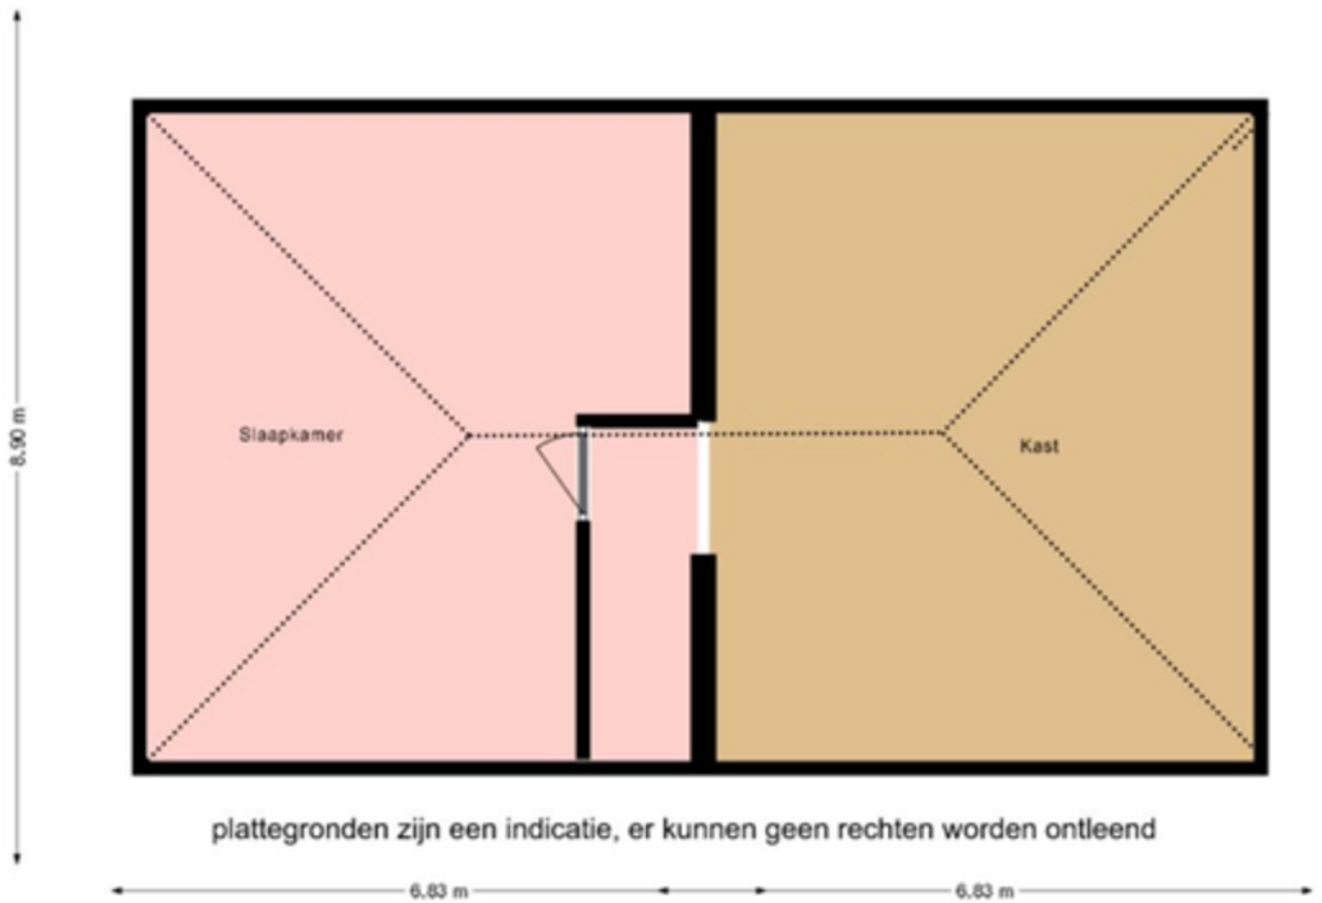 8.90 m
Slaapkamer
Kast
plattegronden zijn een indicatie, er kunnen geen rechten worden ontleend
6.83 m
6.83 m